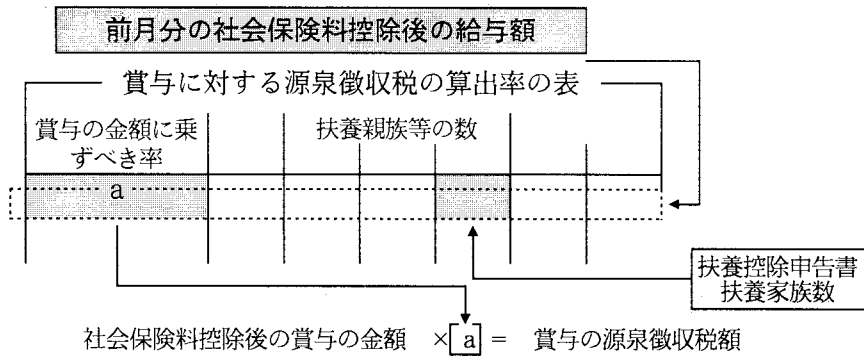 前月分の社会保険料控除後の給与額
賞与に対する源泉徴収税の算出率の表
賞与の金額に乗
ずべき率
扶養親族等の数
a
扶養控除申告書
扶養家族数
社会保険料控除後の賞与の金額 × a = 賞与の源泉徴収税額